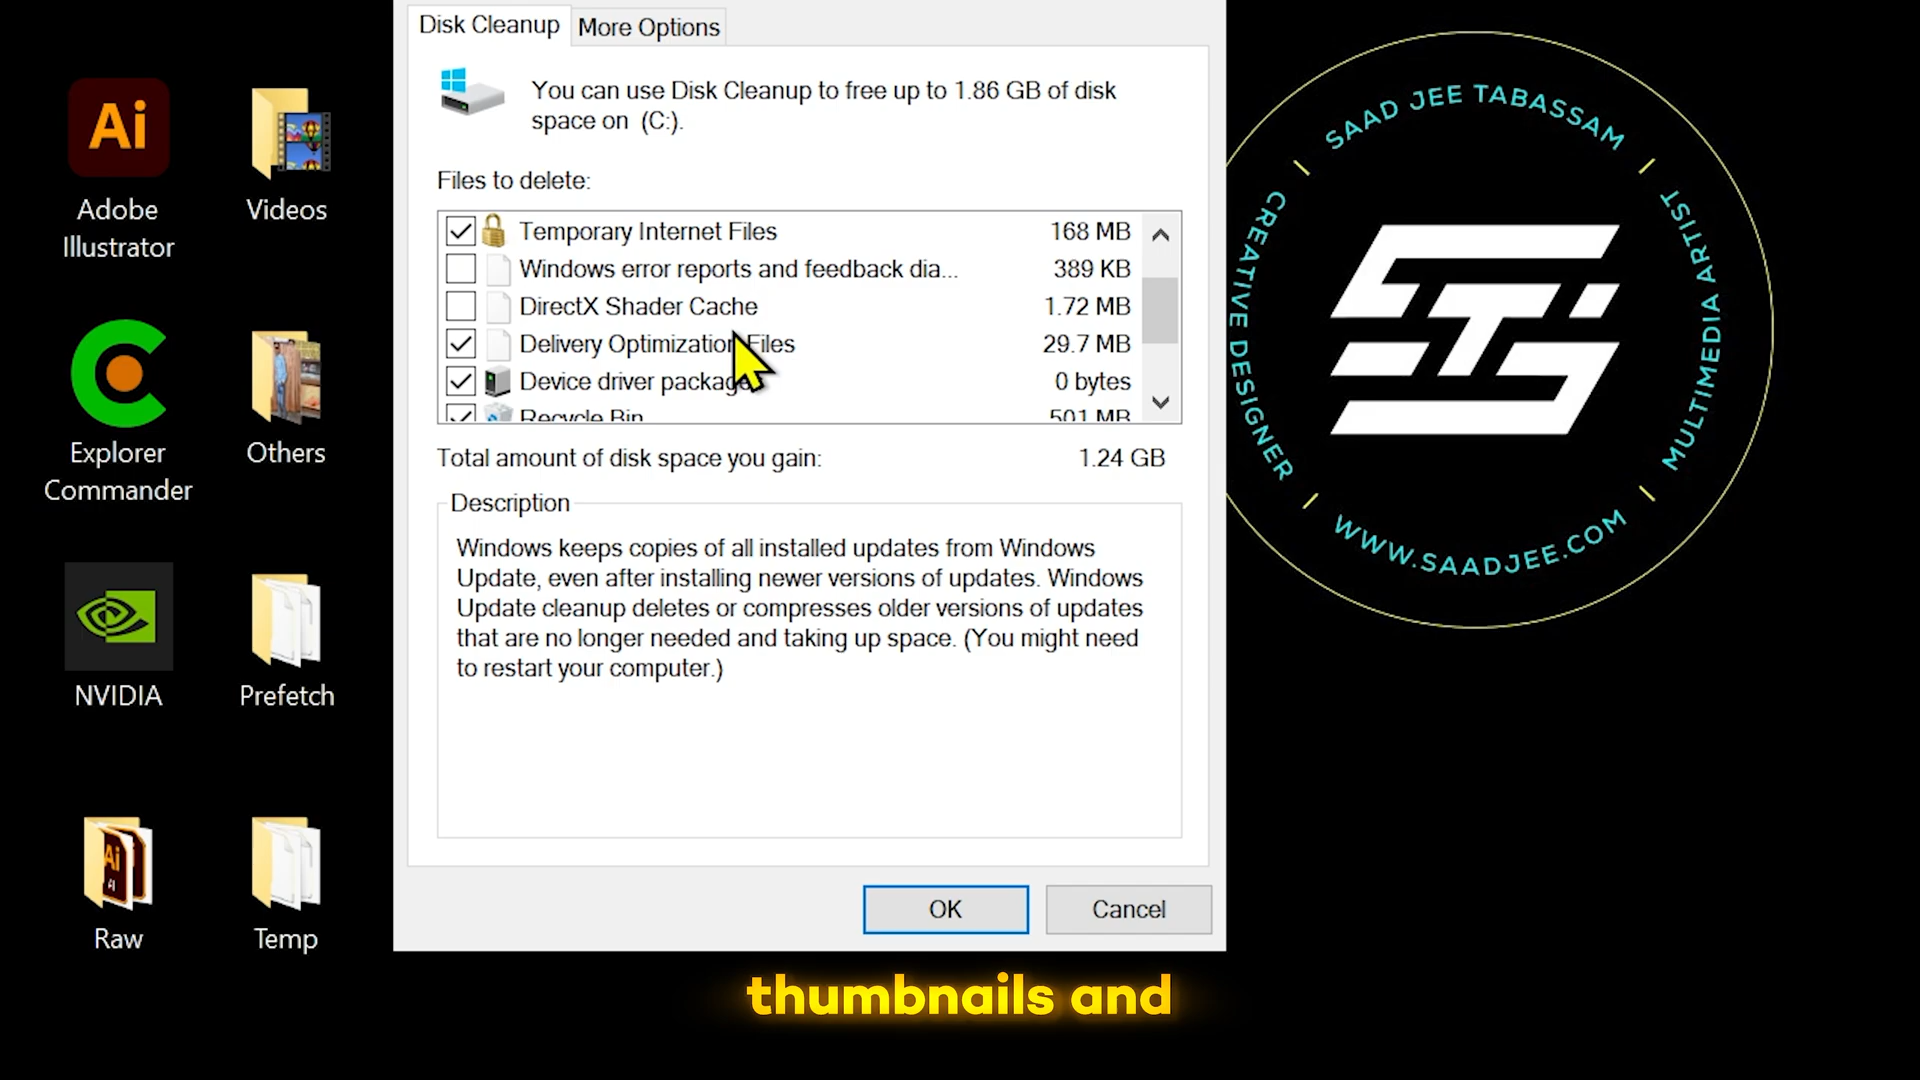 Disk Cleanup
More Options
You can use Disk Cleanup to free up to 1.86 GB of disk
space on (C:).
Files to delete:
Temporary Internet Files 168 MB
Windows error reports and feedback dia... 389 KB
DirectX Shader Cache 1.72 MB
Delivery Optimization Files 29.7 MB
Device driver package 0 bytes
Recycle Bin 501 MB
Total amount of disk space you gain: 1.24 GB
Description
Windows keeps copies of all installed updates from Windows
Update, even after installing newer versions of updates. Windows
Update cleanup deletes or compresses older versions of updates
that are no longer needed and taking up space. (You might need
to restart your computer.)
OK
Cancel
Ai
Adobe
Illustrator
Videos
Explorer
Commander
Others
NVIDIA
Prefetch
Ai
Raw
Temp
SAAD JEE TABASSAM
CREATIVE DESIGNER
MULTIMEDIA ARTIST
WWW.SAADJEE.COM
thumbnails and